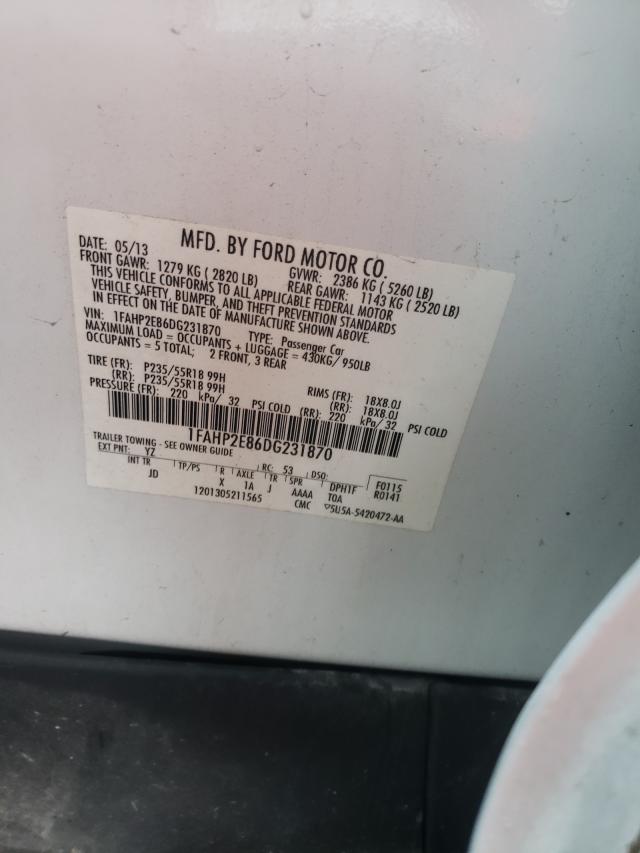 MFD. BY FORD MOTOR CO.
DATE: 05/13 GVWR: 2386 KG ( 5260 LB)
FRONT GAWR: 1279 KG ( 2820 LB) REAR GAWR: 1143 KG ( 2520 LB)
THIS VEHICLE CONFORMS TO ALL APPLICABLE FEDERAL MOTOR
VEHICLE SAFETY, BUMPER, AND THEFT PREVENTION STANDARDS
IN EFFECT ON THE DATE OF MANUFACTURE SHOWN ABOVE.
VIN: 1FAHP2E86DG231870 TYPE: Passenger Car
MAXIMUM LOAD = OCCUPANTS + LUGGAGE = 430KG/ 950LB
OCCUPANTS = 5 TOTAL; 2 FRONT, 3 REAR
TIRE (FR): P235/55R18 99H RIMS (FR): 18X8.0J
(RR): P235/55R18 99H (RR): 18X8.0J
PRESSURE (FR): 220 kPa/ 32 PSI COLD (RR): 220 kPa/ 32 PSI COLD
1FAHP2E86DG231870
TRAILER TOWING - SEE OWNER GUIDE
EXT PNT: YZ RC: 53 DSO: F0115
INT TR TP/PS R AXLE TR SPR DPHTF R0141
JD X 1A J AAAA T0A
1201305211565 CMC ▽5U5A-5420472-AA